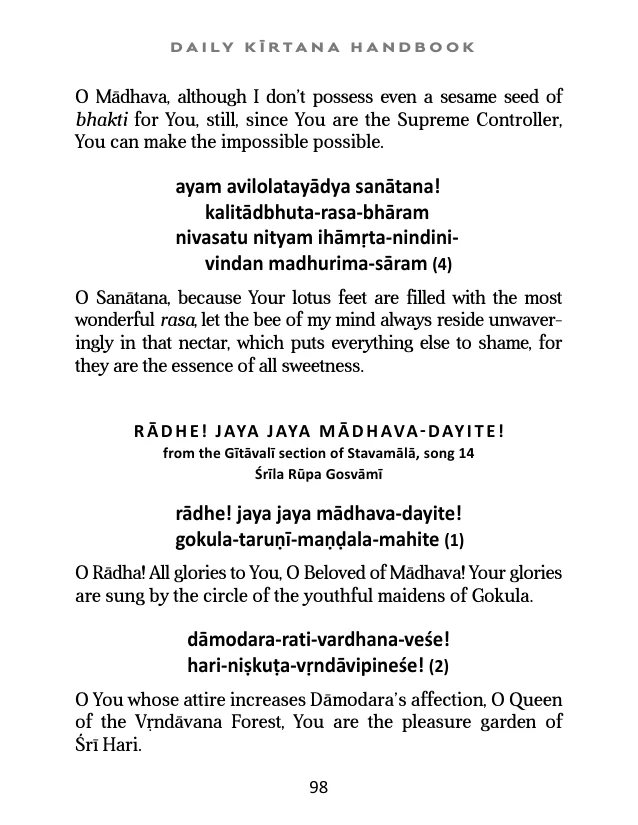 DAILY KĪRTANA HANDBOOK
O Mādhava, although I don't possess even a sesame seed of
bhakti for You, still, since You are the Supreme Controller,
You can make the impossible possible.
ayam avilolatayādya sanātana!
kalitādbhuta-rasa-bhāram
nivasatu nityam ihāmṛta-nindini-
vindan madhurima-sāram (4)
O Sanātana, because Your lotus feet are filled with the most
wonderful rasa, let the bee of my mind always reside unwaver-
ingly in that nectar, which puts everything else to shame, for
they are the essence of all sweetness.
RĀDHE! JAYA JAYA MĀDHAVA-DAYITE!
from the Gītāvalī section of Stavamālā, song 14
Śrīla Rūpa Gosvāmī
rādhe! jaya jaya mādhava-dayite!
gokula-taruṇī-maṇḍala-mahite (1)
O Rādha! All glories to You, O Beloved of Mādhava! Your glories
are sung by the circle of the youthful maidens of Gokula.
dāmodara-rati-vardhana-veśe!
hari-niṣkuṭa-vṛndāvipineśe! (2)
O You whose attire increases Dāmodara's affection, O Queen
of the Vṛndāvana Forest, You are the pleasure garden of
Śrī Hari.
98